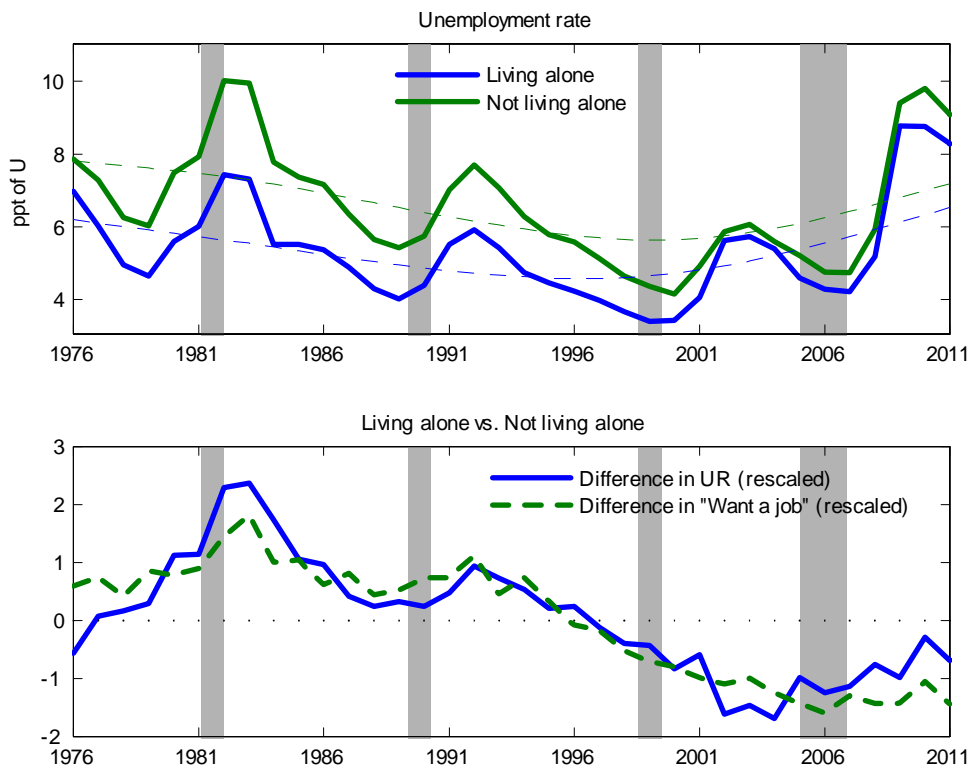 Unemployment rate
ppt of U
10
8
6
4
Living alone
Not living alone
1976 1981 1986 1991 1996 2001 2006 2011
Living alone vs. Not living alone
3
2
1
0
-1
-2
Difference in UR (rescaled)
Difference in "Want a job" (rescaled)
1976 1981 1986 1991 1996 2001 2006 2011